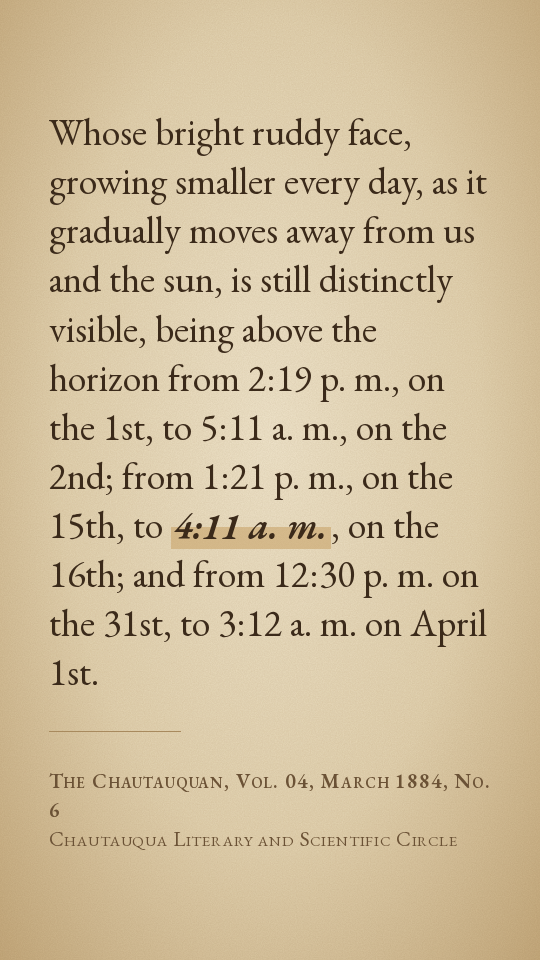 Whose bright ruddy face,
growing smaller every day, as it
gradually moves away from us
and the sun, is still distinctly
visible, being above the
horizon from 2:19 p. m., on
the 1st, to 5:11 a. m., on the
2nd; from 1:21 p. m., on the
15th, to 4:11 a. m., on the
16th; and from 12:30 p. m. on
the 31st, to 3:12 a. m. on April
1st.
The Chautauquan, Vol. 04, March 1884, No.
6
Chautauqua Literary and Scientific Circle